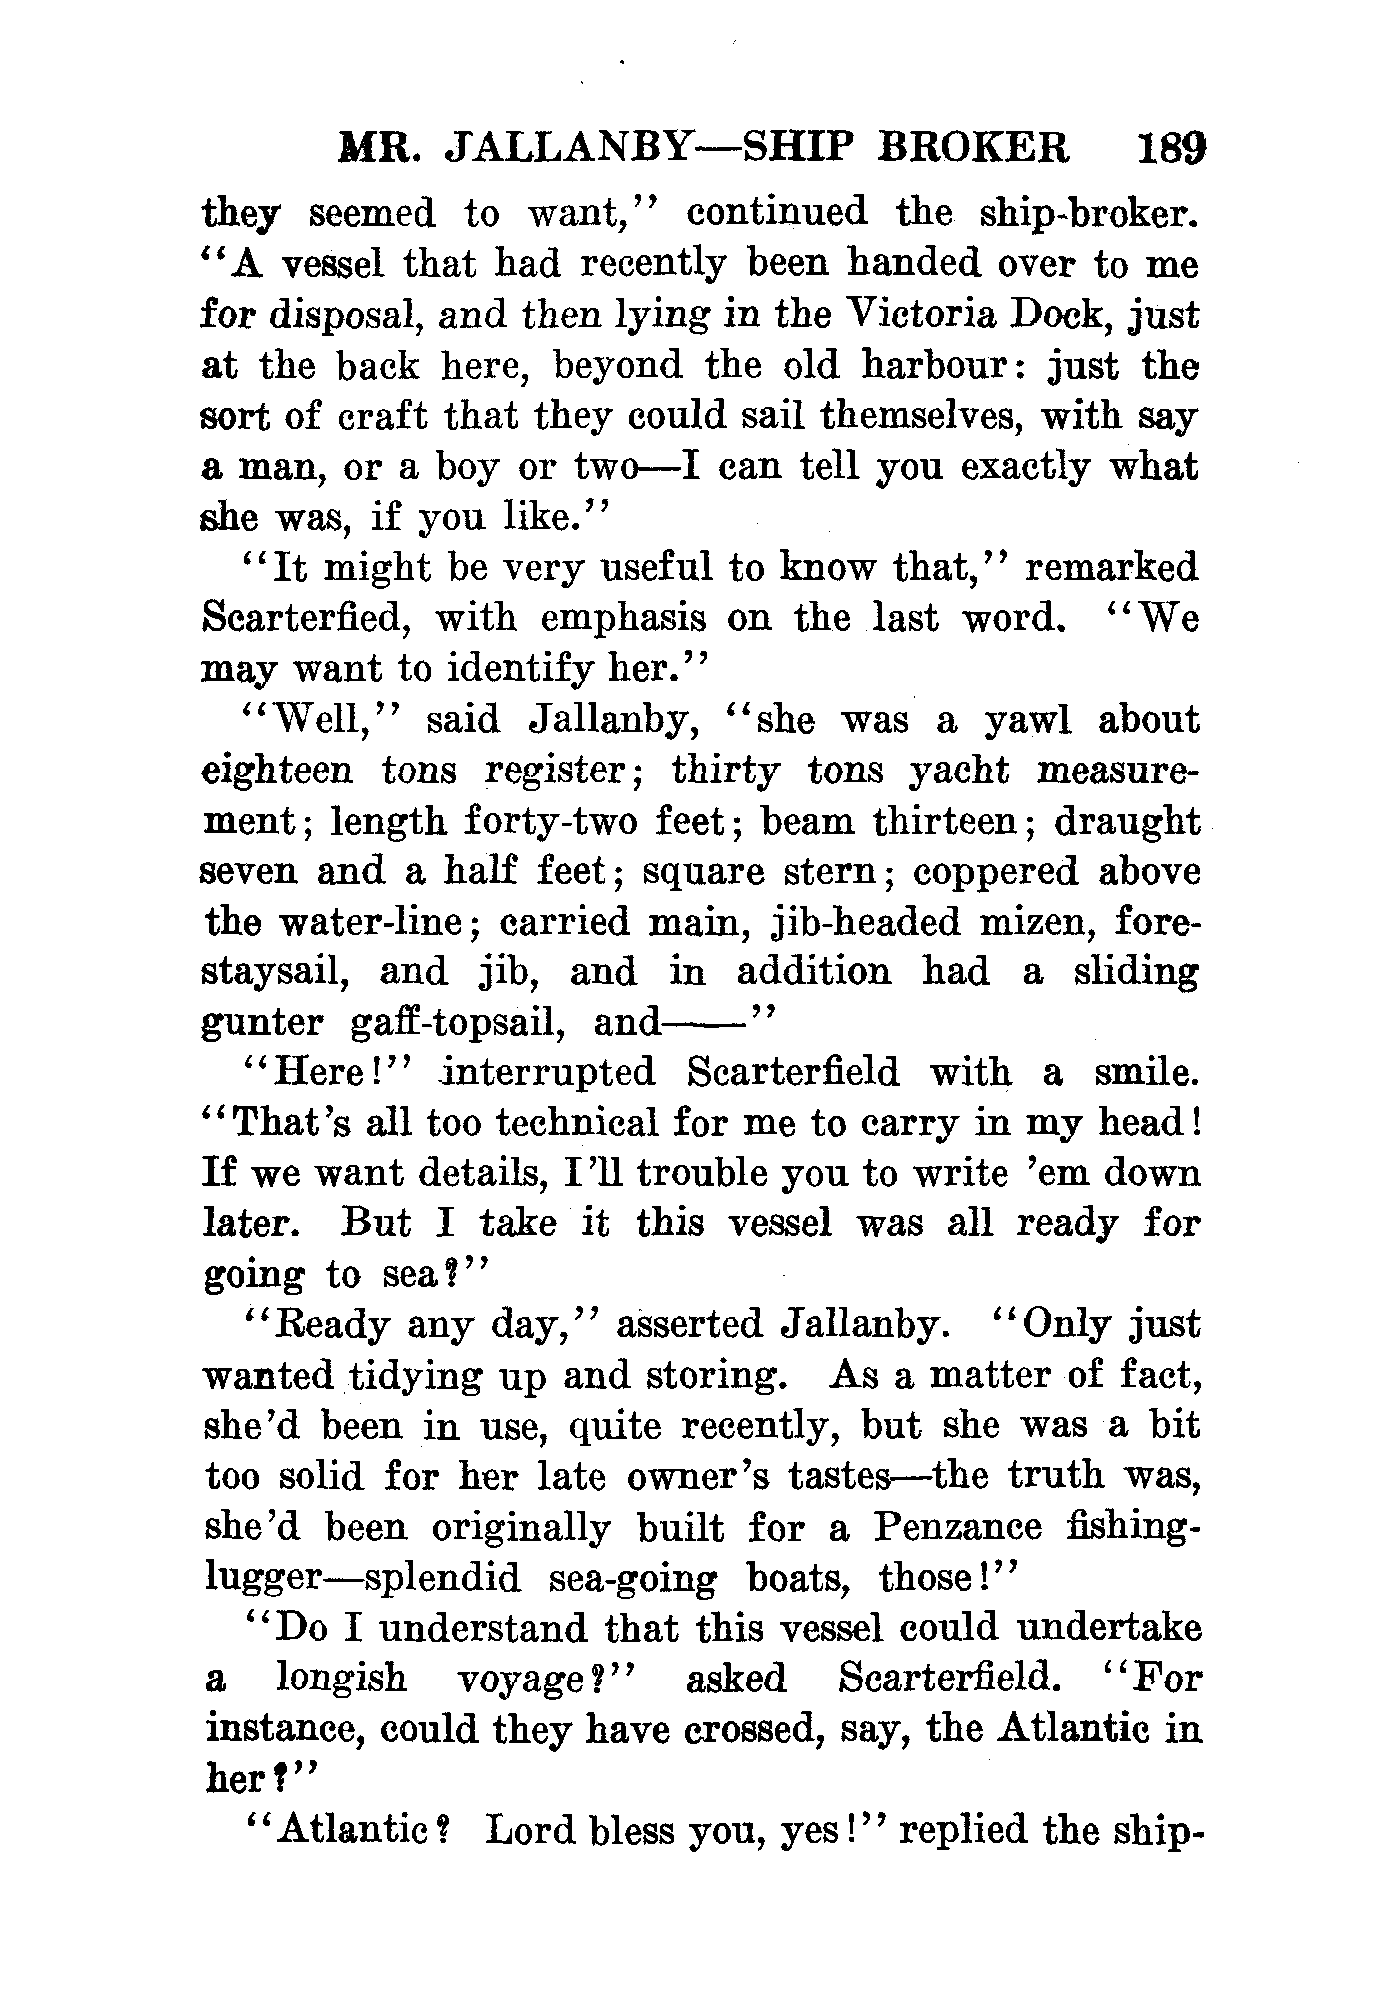 MR. JALLANBY—SHIP BROKER 189
they seemed to want,” continued the ship-broker.
“A vessel that had recently been handed over to me
for disposal, and then lying in the Victoria Dock, just
at the back here, beyond the old harbour: just the
sort of craft that they could sail themselves, with say
a man, or a boy or two—I can tell you exactly what
she was, if you like.”
“It might be very useful to know that,” remarked
Scarterfied, with emphasis on the last word. “We
may want to identify her.”
“Well,” said Jallanby, “she was a yawl about
eighteen tons register; thirty tons yacht measure-
ment; length forty-two feet; beam thirteen; draught
seven and a half feet; square stern; coppered above
the water-line; carried main, jib-headed mizen, fore-
staysail, and jib, and in addition had a sliding
gunter gaff-topsail, and——”
“Here!” interrupted Scarterfield with a smile.
“That’s all too technical for me to carry in my head!
If we want details, I’ll trouble you to write ’em down
later. But I take it this vessel was all ready for
going to sea?”
“Ready any day,” asserted Jallanby. “Only just
wanted tidying up and storing. As a matter of fact,
she’d been in use, quite recently, but she was a bit
too solid for her late owner’s tastes—the truth was,
she’d been originally built for a Penzance fishing-
lugger—splendid sea-going boats, those!”
“Do I understand that this vessel could undertake
a longish voyage?” asked Scarterfield. “For
instance, could they have crossed, say, the Atlantic in
her?”
“Atlantic? Lord bless you, yes!” replied the ship-